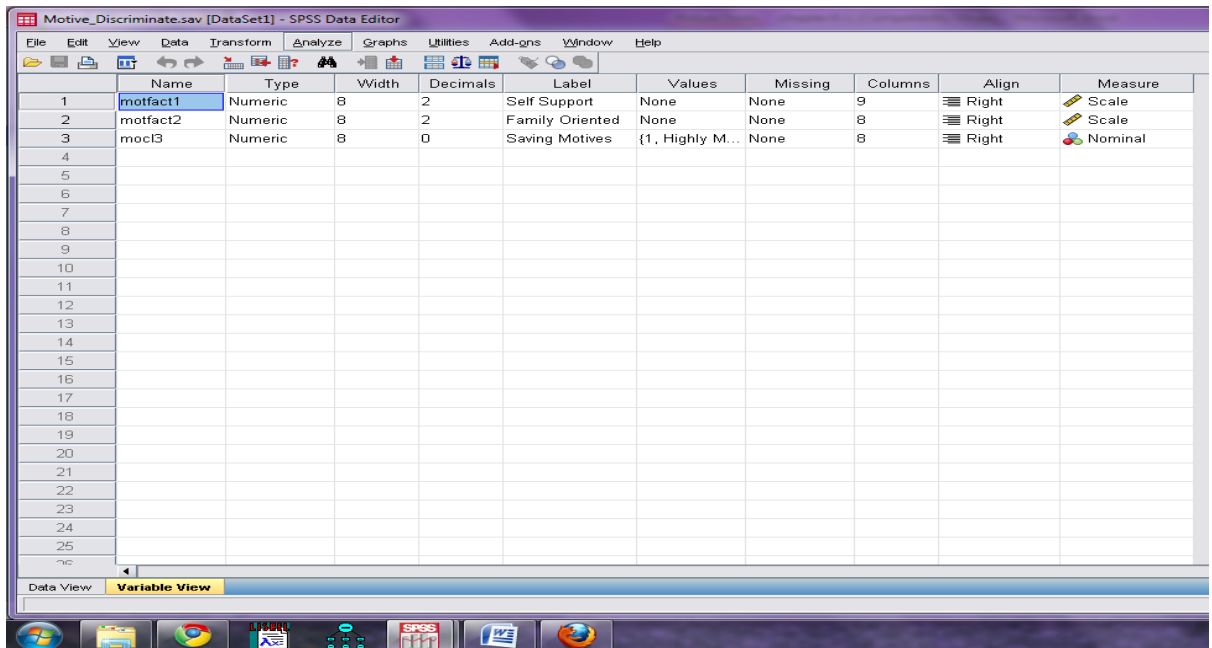 Motive_Discriminate.sav [DataSet1] - SPSS Data Editor
File Edit View Data Transform Analyze Graphs Utilities Add-ons Window Help
Name Type Width Decimals Label Values Missing Columns Align Measure
1 motfact1 Numeric 8 2 Self Support None None 9 Right Scale
2 motfact2 Numeric 8 2 Family Oriented None None 8 Right Scale
3 mocl3 Numeric 8 0 Saving Motives {1, Highly M... None 8 Right Nominal
4
5
6
7
8
9
10
11
12
13
14
15
16
17
18
19
20
21
22
23
24
25
Data View Variable View
LISREL SPSS W